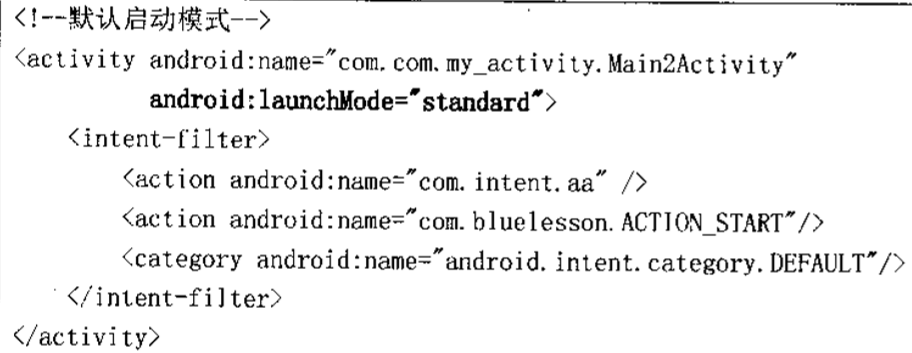 <!--默认启动模式-->
<activity android:name="com.com.my_activity.Main2Activity"
android:launchMode="standard">
<intent-filter>
<action android:name="com.intent.aa" />
<action android:name="com.bluelesson.ACTION_START"/>
<category android:name="android.intent.category.DEFAULT"/>
</intent-filter>
</activity>